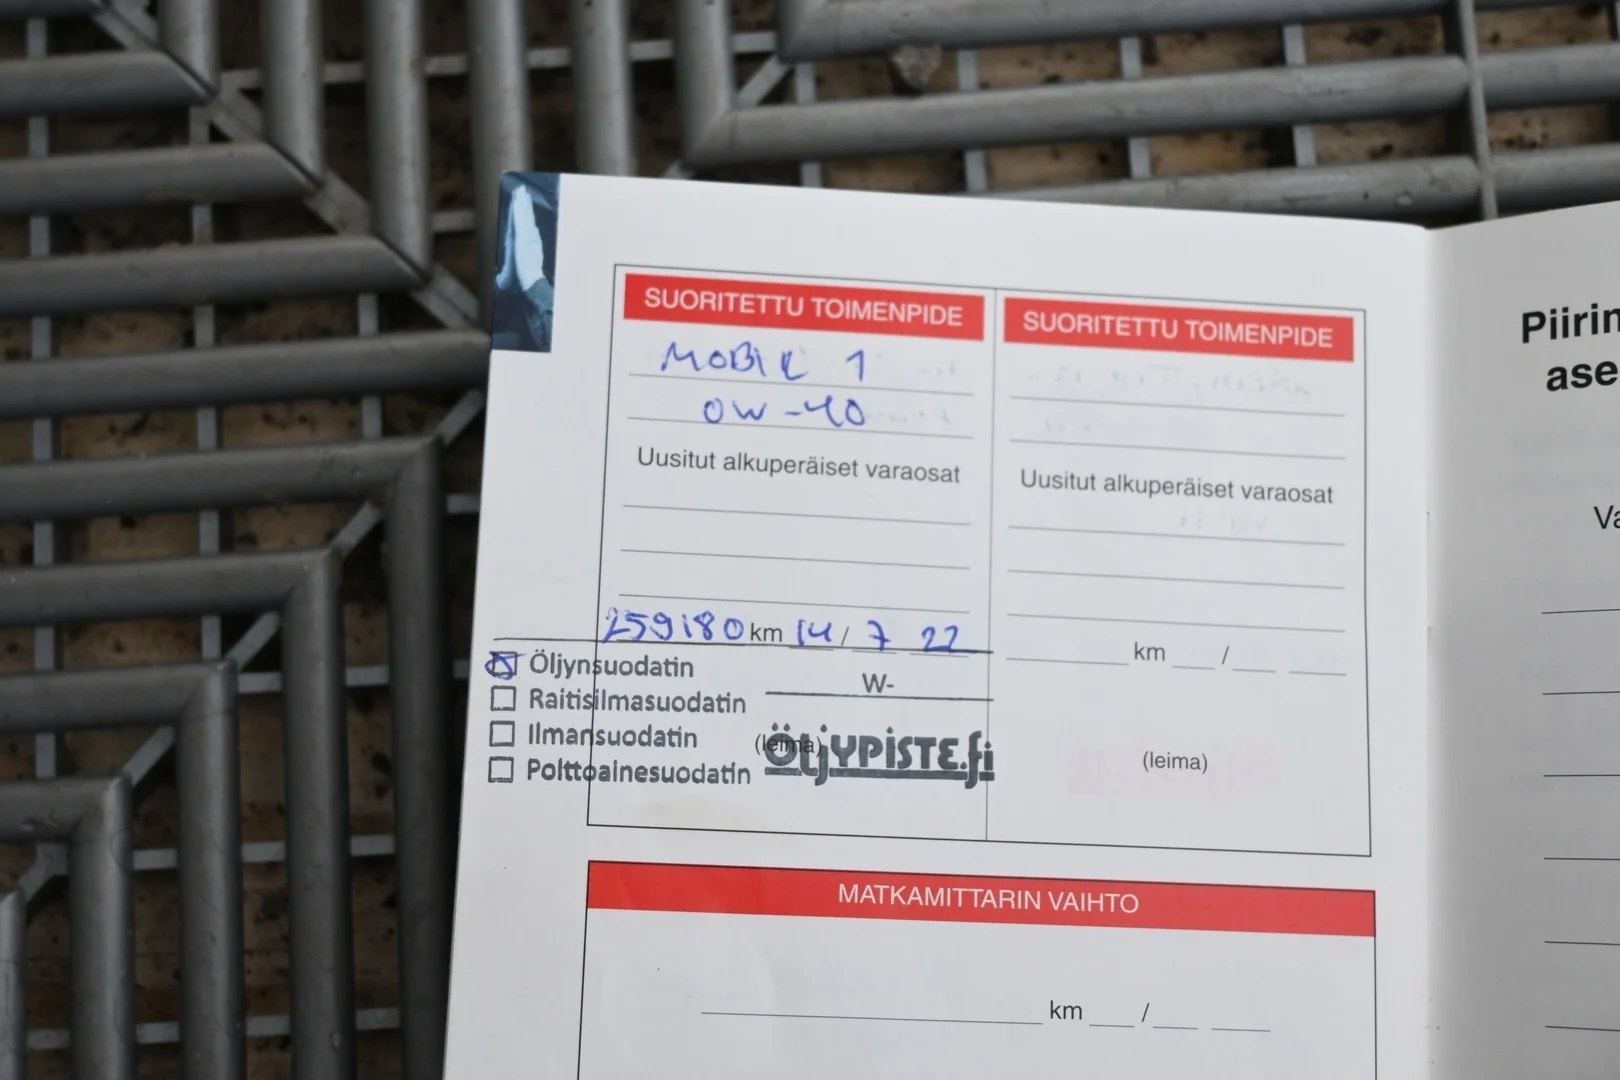 SUORITETTU TOIMENPIDE
MOBIL 1
0W-40
Uusitut alkuperäiset varaosat
259180 km 14 / 7 22
Öljynsuodatin
Raitisilmasuodatin
Ilmansuodatin
Polttoainesuodatin
W-
(leima)
ÖljYPISTE.fi
SUORITETTU TOIMENPIDE
Uusitut alkuperäiset varaosat
km /
(leima)
MATKAMITTARIN VAIHTO
km /
Piirin
ase
Va